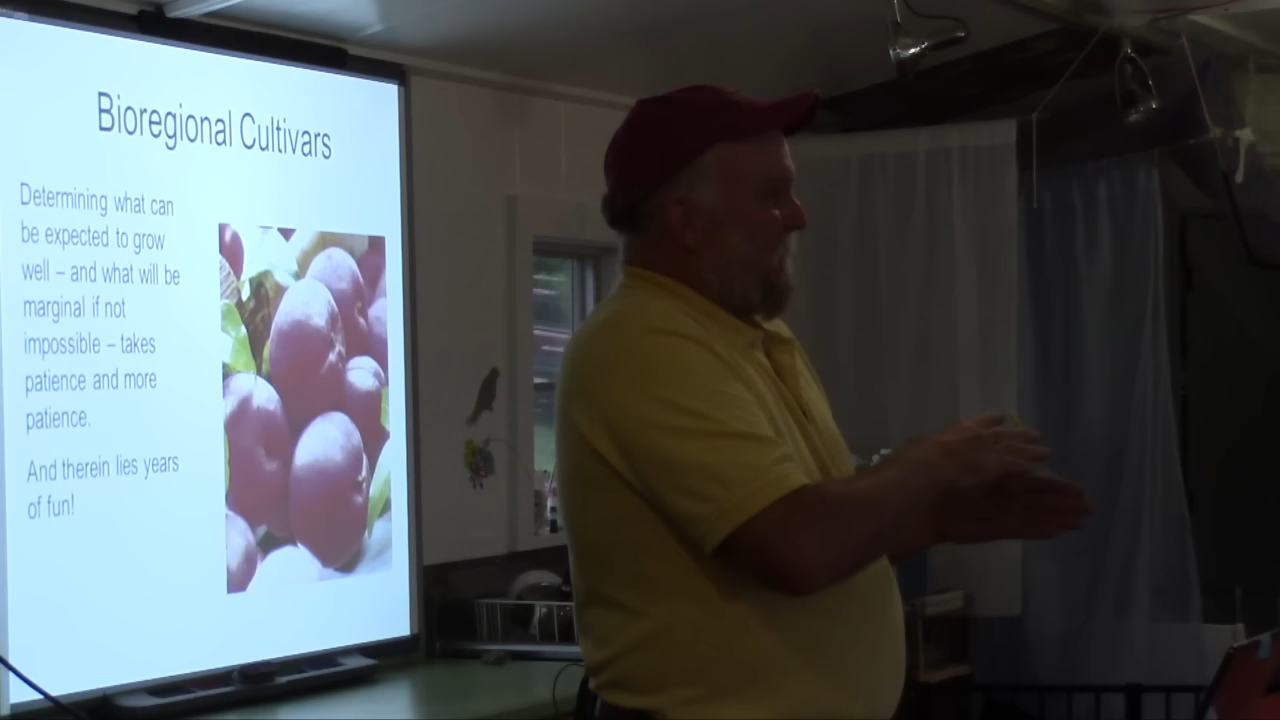 Bioregional Cultivars
Determining what can
be expected to grow
well – and what will be
marginal if not
impossible – takes
patience and more
patience.
And therein lies years
of fun!